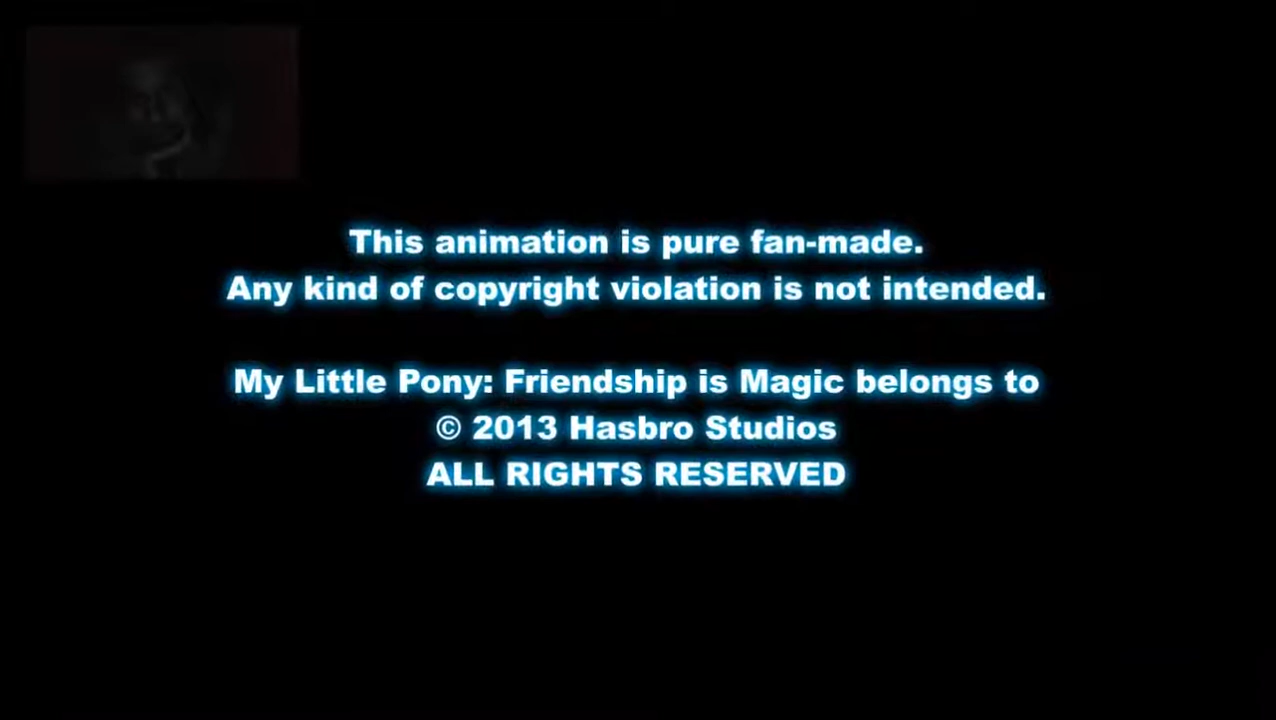 This animation is pure fan-made.
Any kind of copyright violation is not intended.
My Little Pony: Friendship is Magic belongs to
© 2013 Hasbro Studios
ALL RIGHTS RESERVED